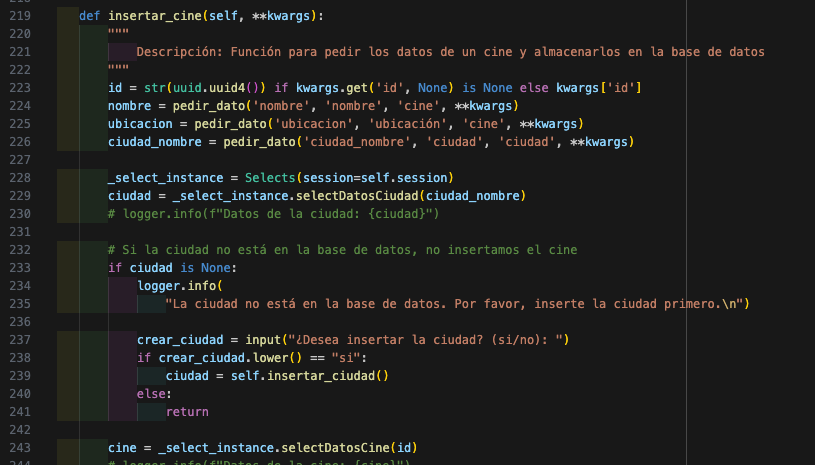 219 def insertar_cine(self, **kwargs):
220 """
221 Descripción: Función para pedir los datos de un cine y almacenarlos en la base de datos
222 """
223 id = str(uuid.uuid4()) if kwargs.get('id', None) is None else kwargs['id']
224 nombre = pedir_dato('nombre', 'nombre', 'cine', **kwargs)
225 ubicacion = pedir_dato('ubicacion', 'ubicación', 'cine', **kwargs)
226 ciudad_nombre = pedir_dato('ciudad_nombre', 'ciudad', 'ciudad', **kwargs)
227
228 _select_instance = Selects(session=self.session)
229 ciudad = _select_instance.selectDatosCiudad(ciudad_nombre)
230 # logger.info(f"Datos de la ciudad: {ciudad}")
231
232 # Si la ciudad no está en la base de datos, no insertamos el cine
233 if ciudad is None:
234 logger.info(
235 "La ciudad no está en la base de datos. Por favor, inserte la ciudad primero.\n")
236
237 crear_ciudad = input("¿Desea insertar la ciudad? (si/no): ")
238 if crear_ciudad.lower() == "si":
239 ciudad = self.insertar_ciudad()
240 else:
241 return
242
243 cine = _select_instance.selectDatosCine(id)
244 # logger.info(f"Datos de la cine: {cine}")